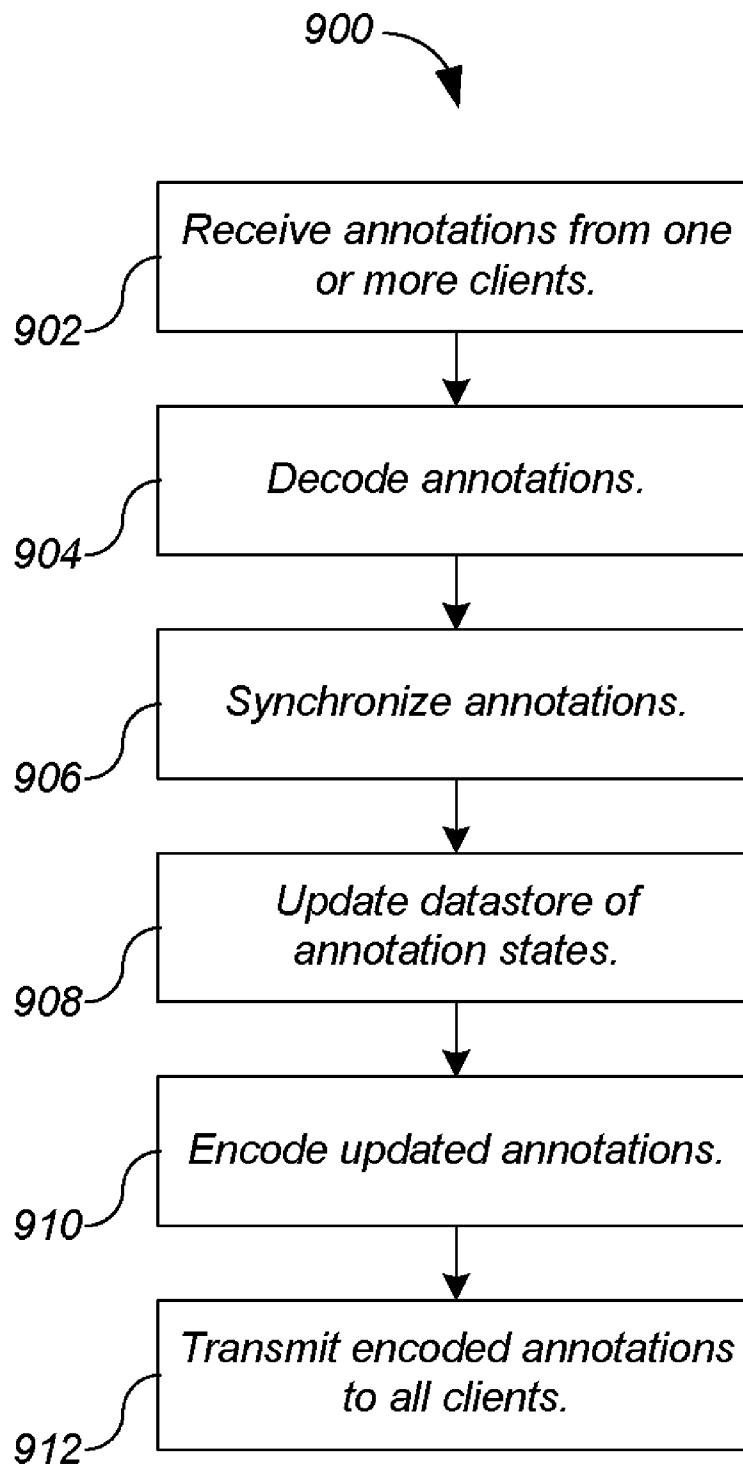 900
Receive annotations from one
or more clients.
902
Decode annotations.
904
Synchronize annotations.
906
Update datastore of
annotation states.
908
Encode updated annotations.
910
Transmit encoded annotations
to all clients.
912